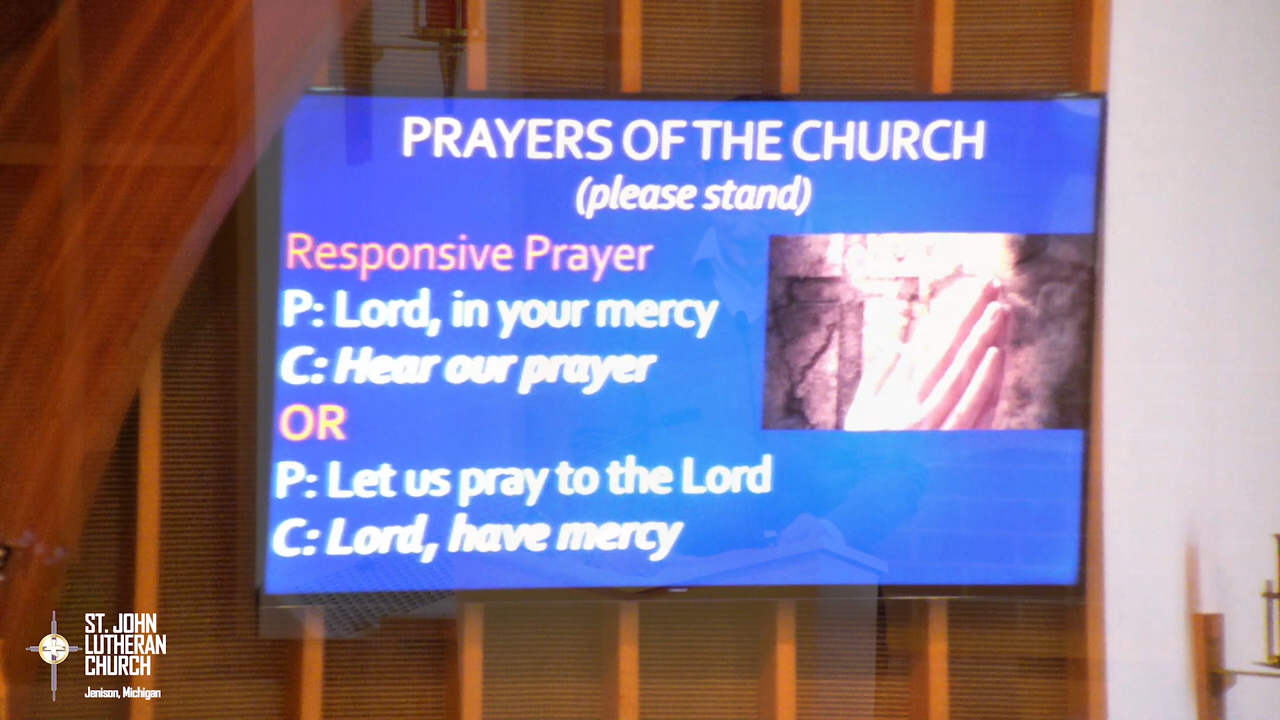 PRAYERS OF THE CHURCH
(please stand)
Responsive Prayer
P: Lord, in your mercy
C: Hear our prayer
OR
P: Let us pray to the Lord
C: Lord, have mercy
ST. JOHN
LUTHERAN
CHURCH
Jenison, Michigan